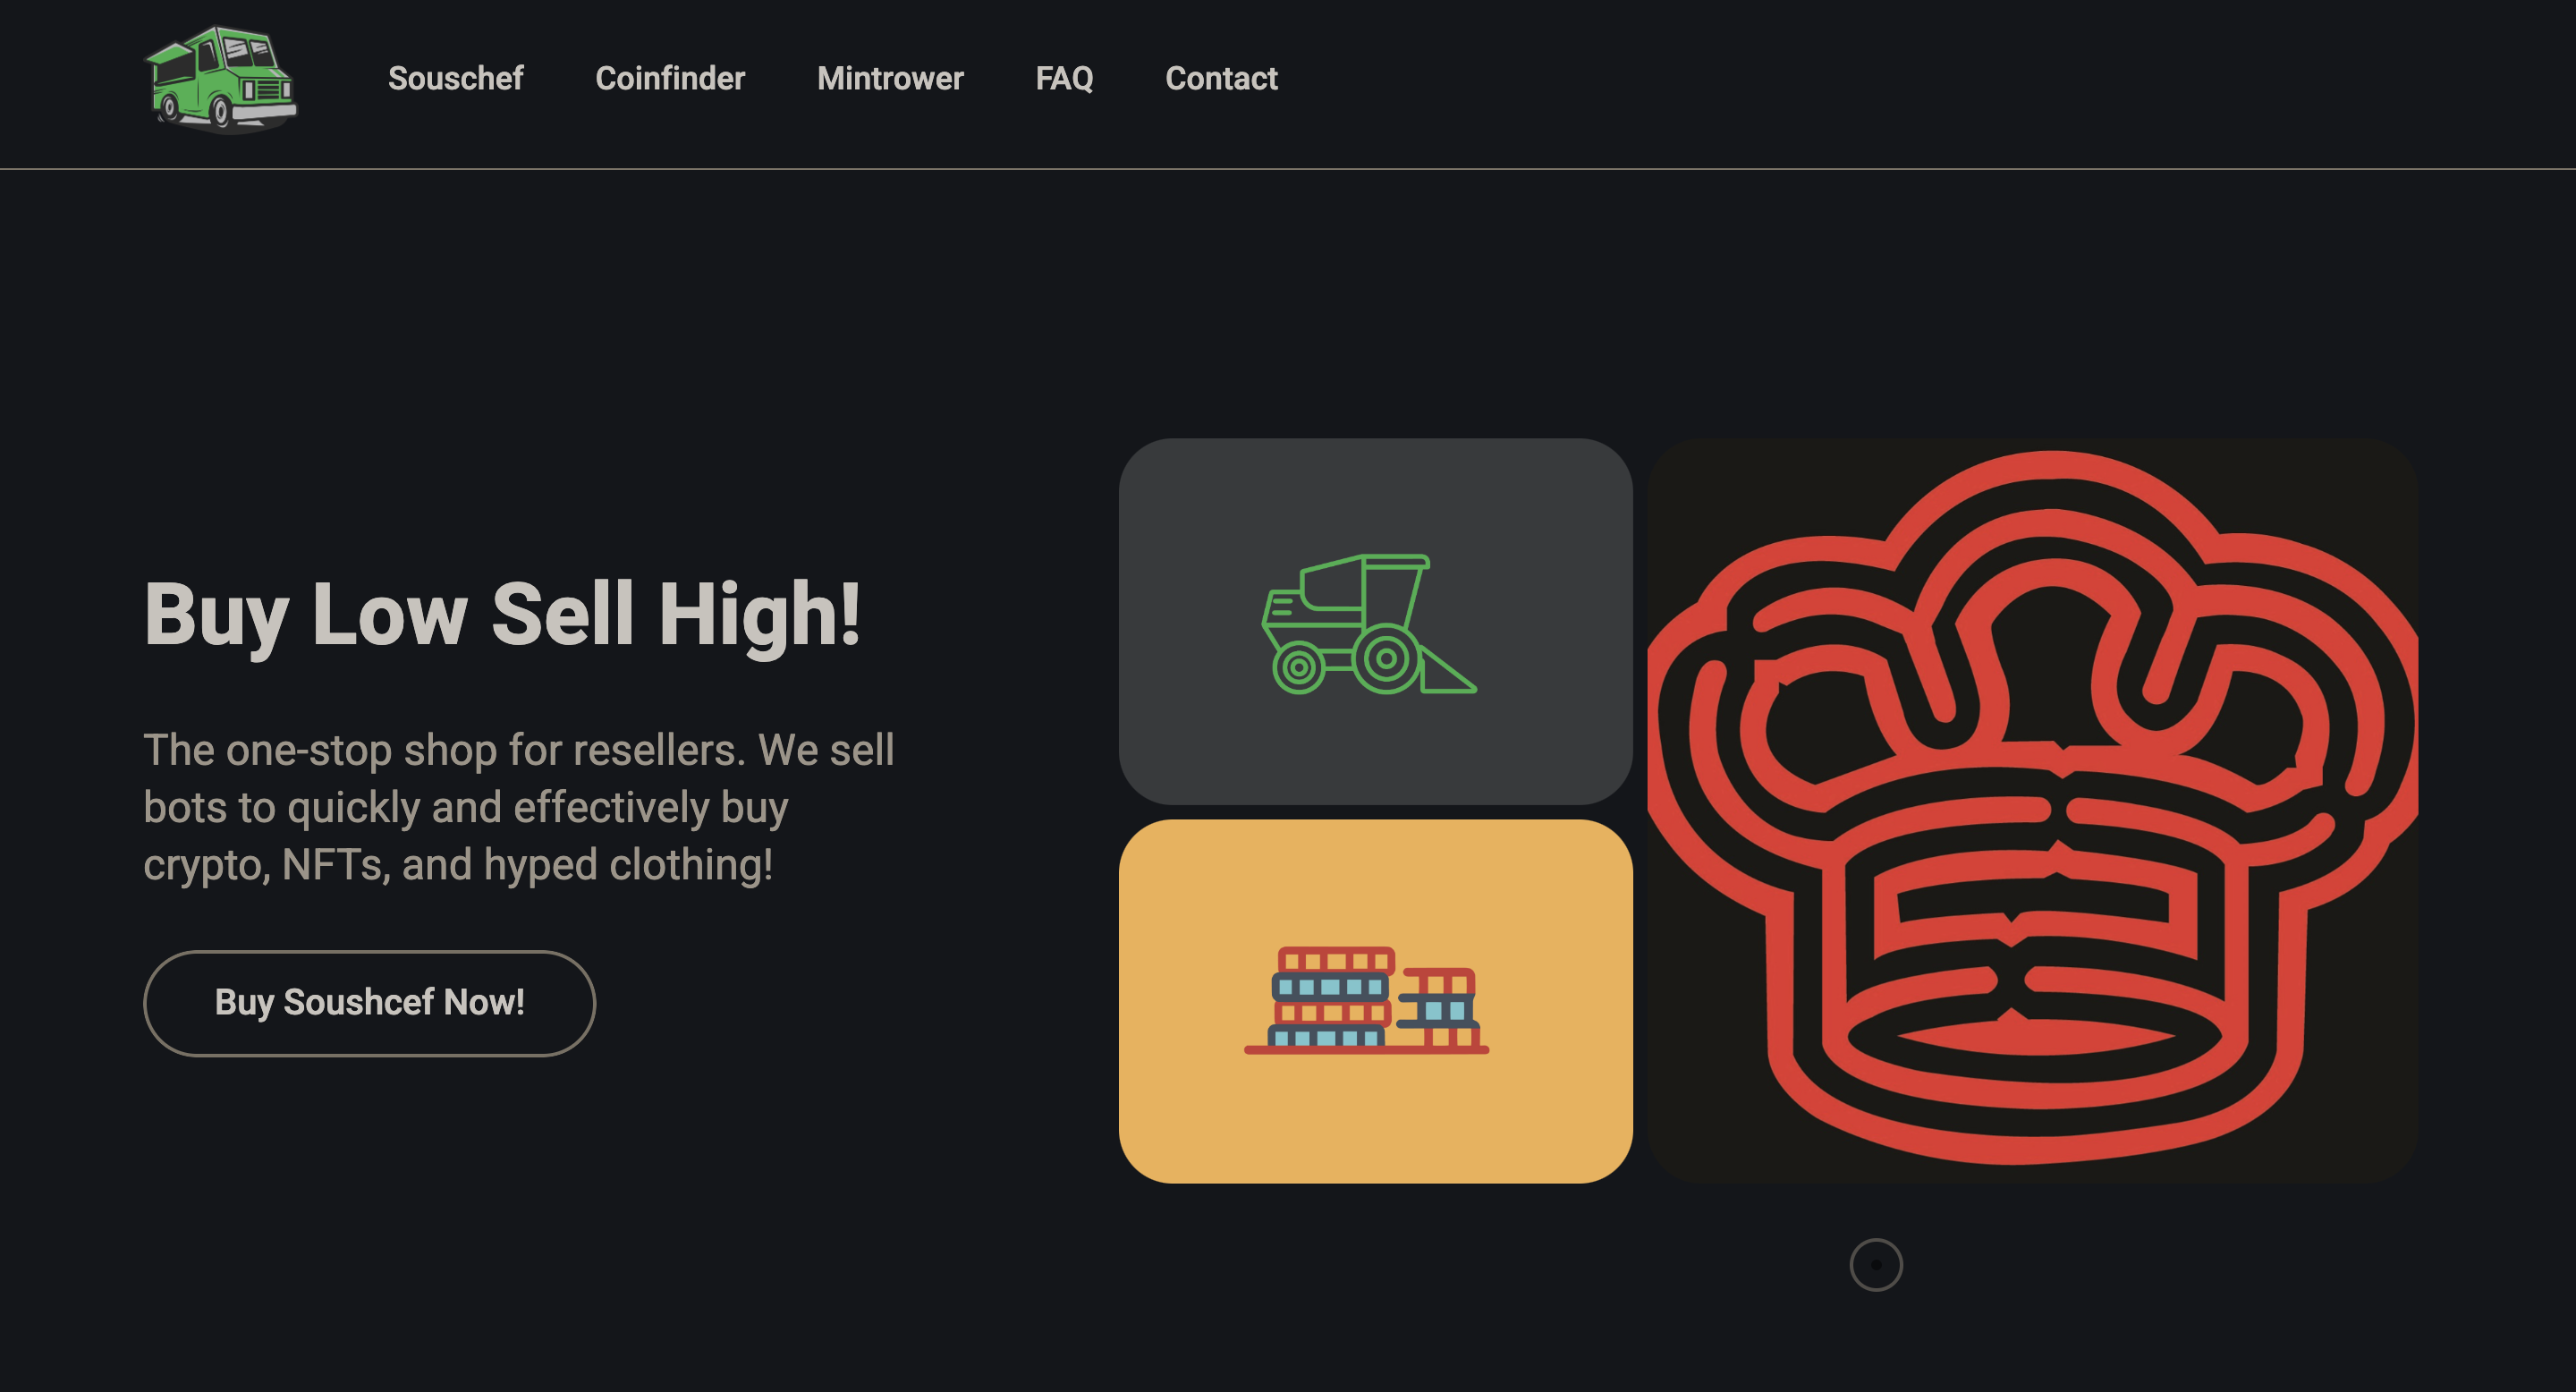 Souschef Coinfinder Mintrower FAQ Contact
Buy Low Sell High!
The one-stop shop for resellers. We sell
bots to quickly and effectively buy
crypto, NFTs, and hyped clothing!
Buy Soushcef Now!